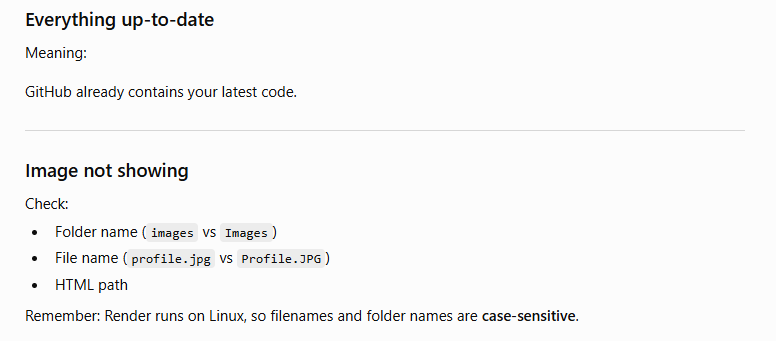 Everything up-to-date
Meaning:
GitHub already contains your latest code.
Image not showing
Check:
• Folder name ( images vs Images )
• File name ( profile.jpg vs Profile.JPG )
• HTML path
Remember: Render runs on Linux, so filenames and folder names are case-sensitive.